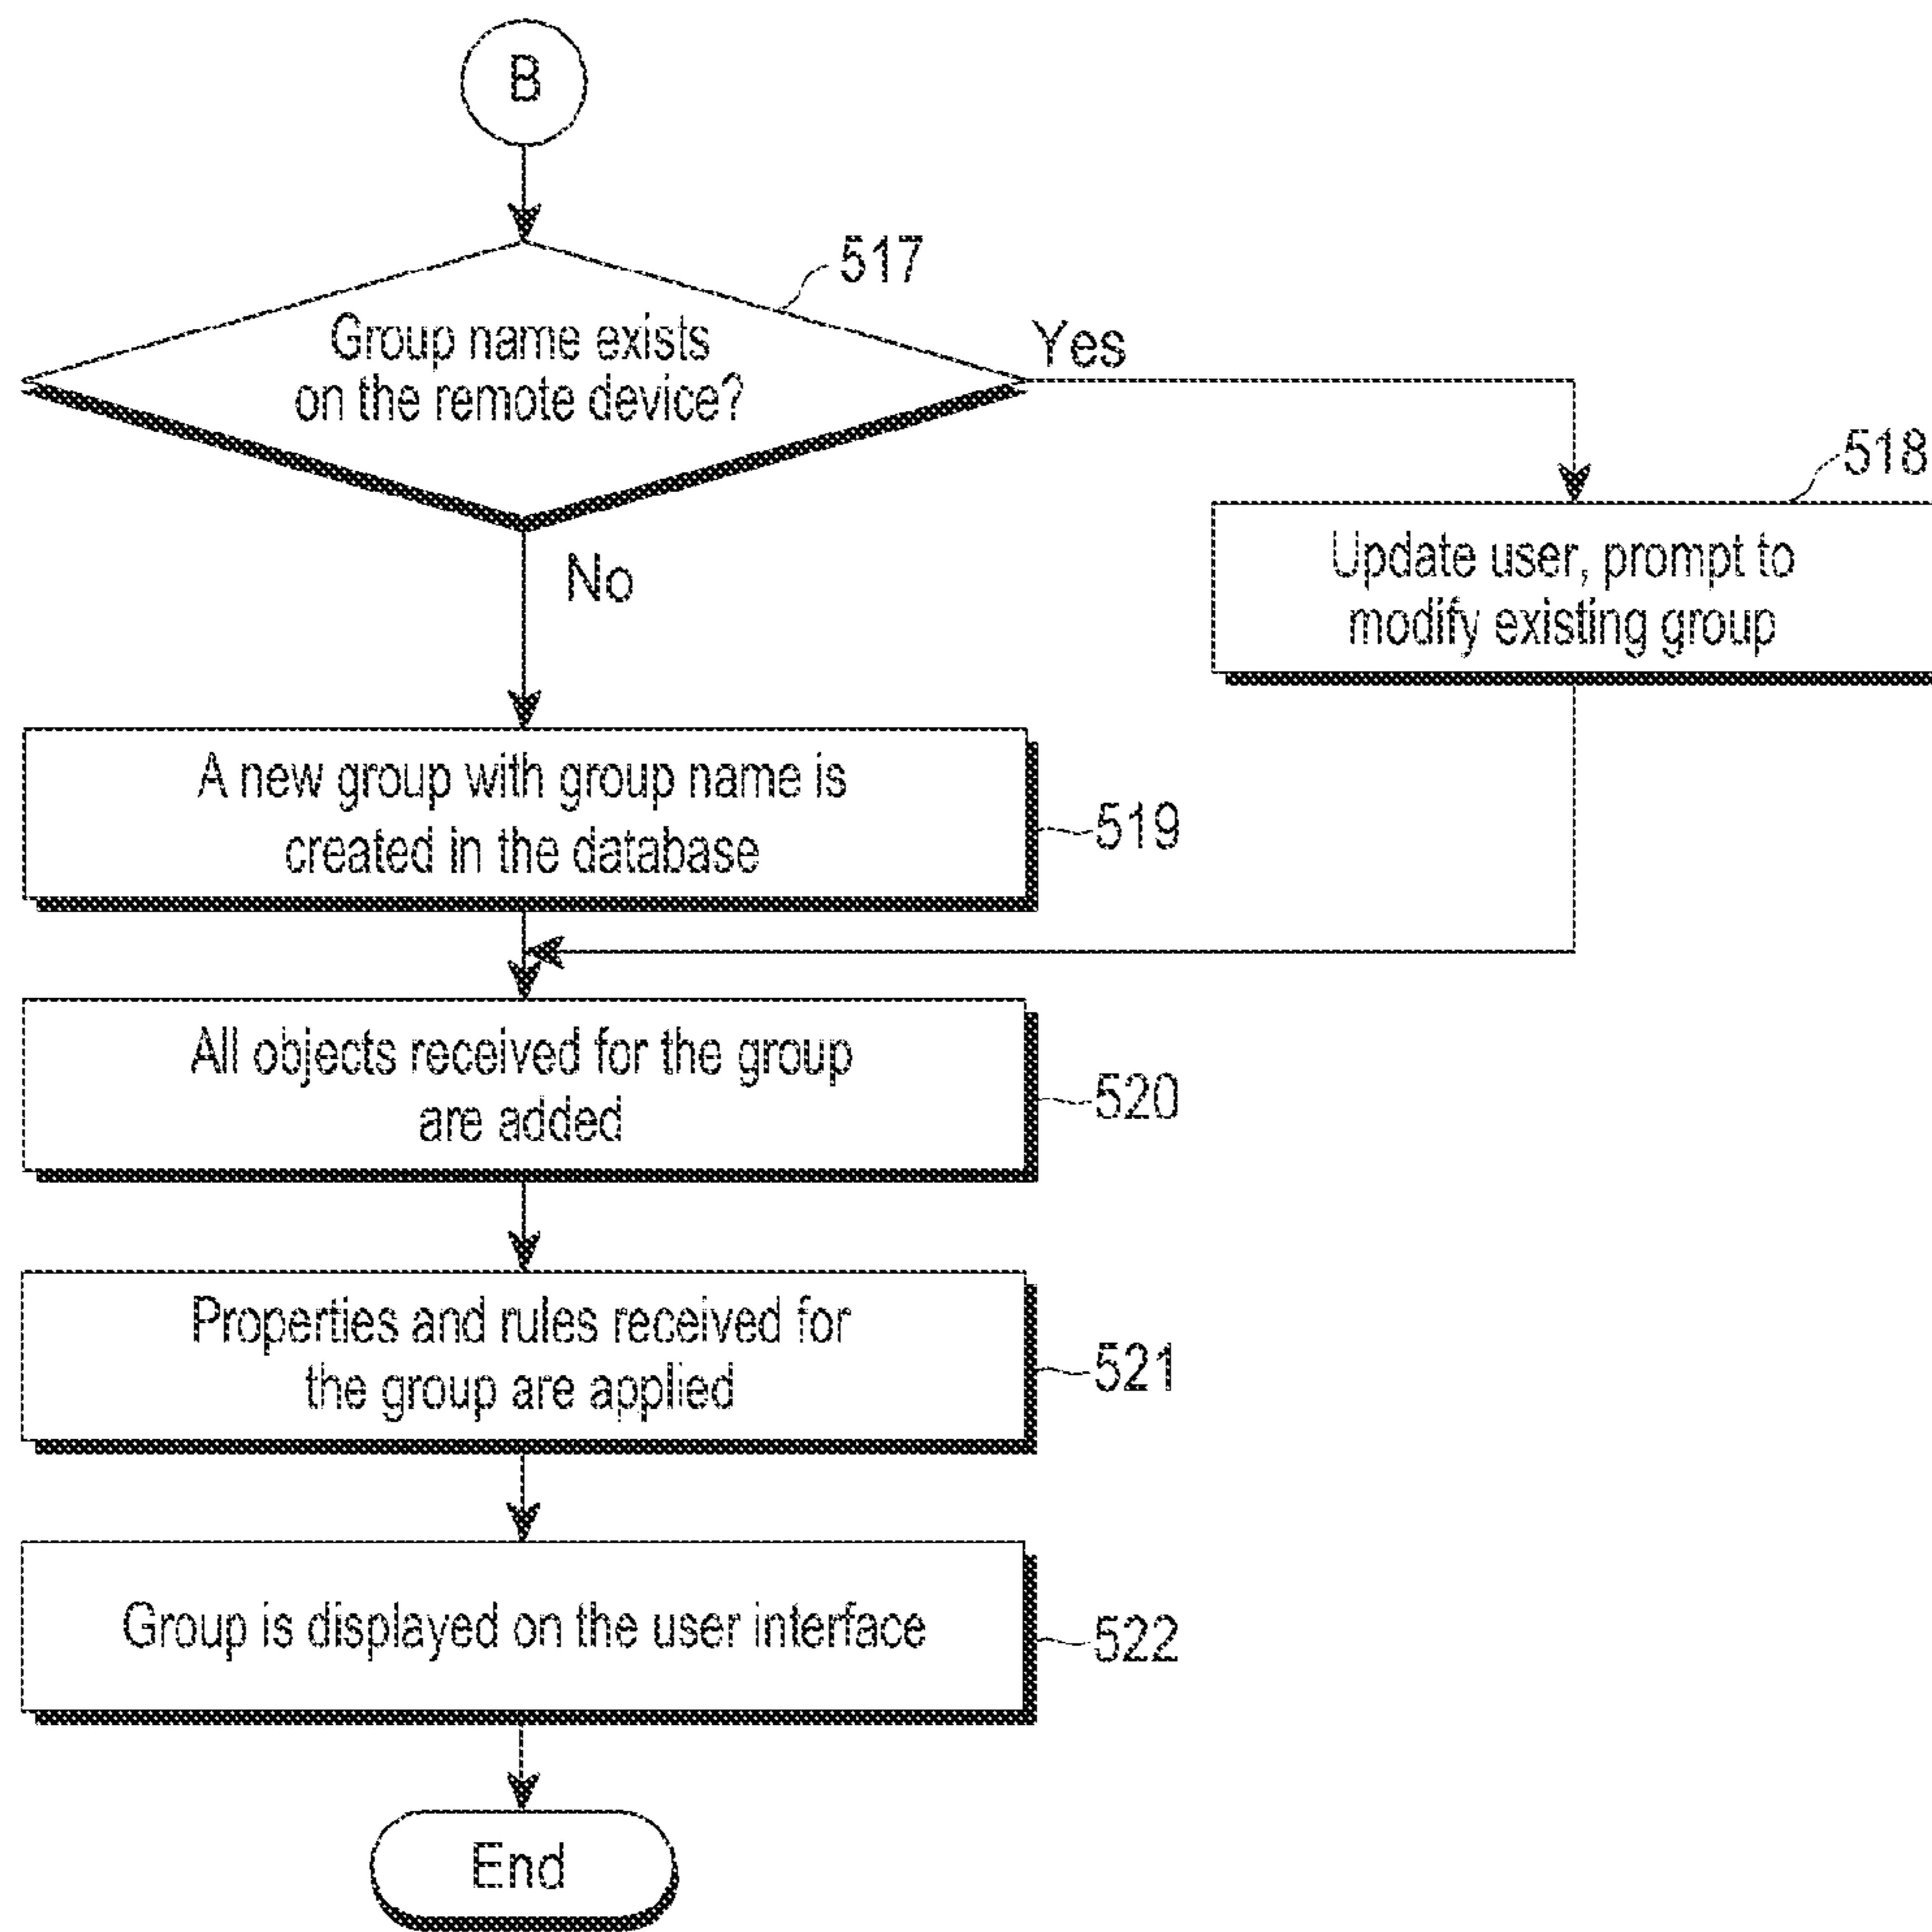 B
517
Group name exists
on the remote device?
Yes
518
Update user, prompt to
modify existing group
No
A new group with group name is
created in the database
519
All objects received for the group
are added
520
Properties and rules received for
the group are applied
521
Group is displayed on the user interface
522
End